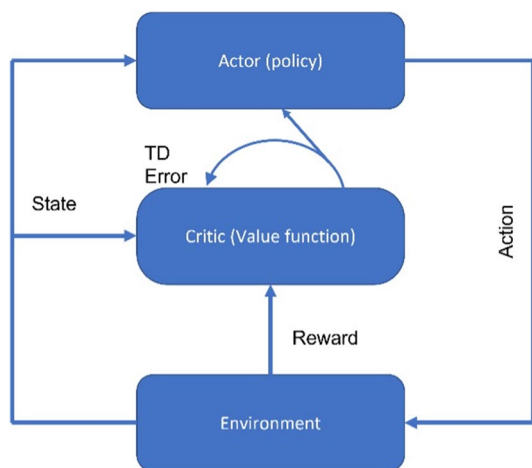 Actor (policy)
TD
Error
State
Critic (Value function)
Action
Reward
Environment